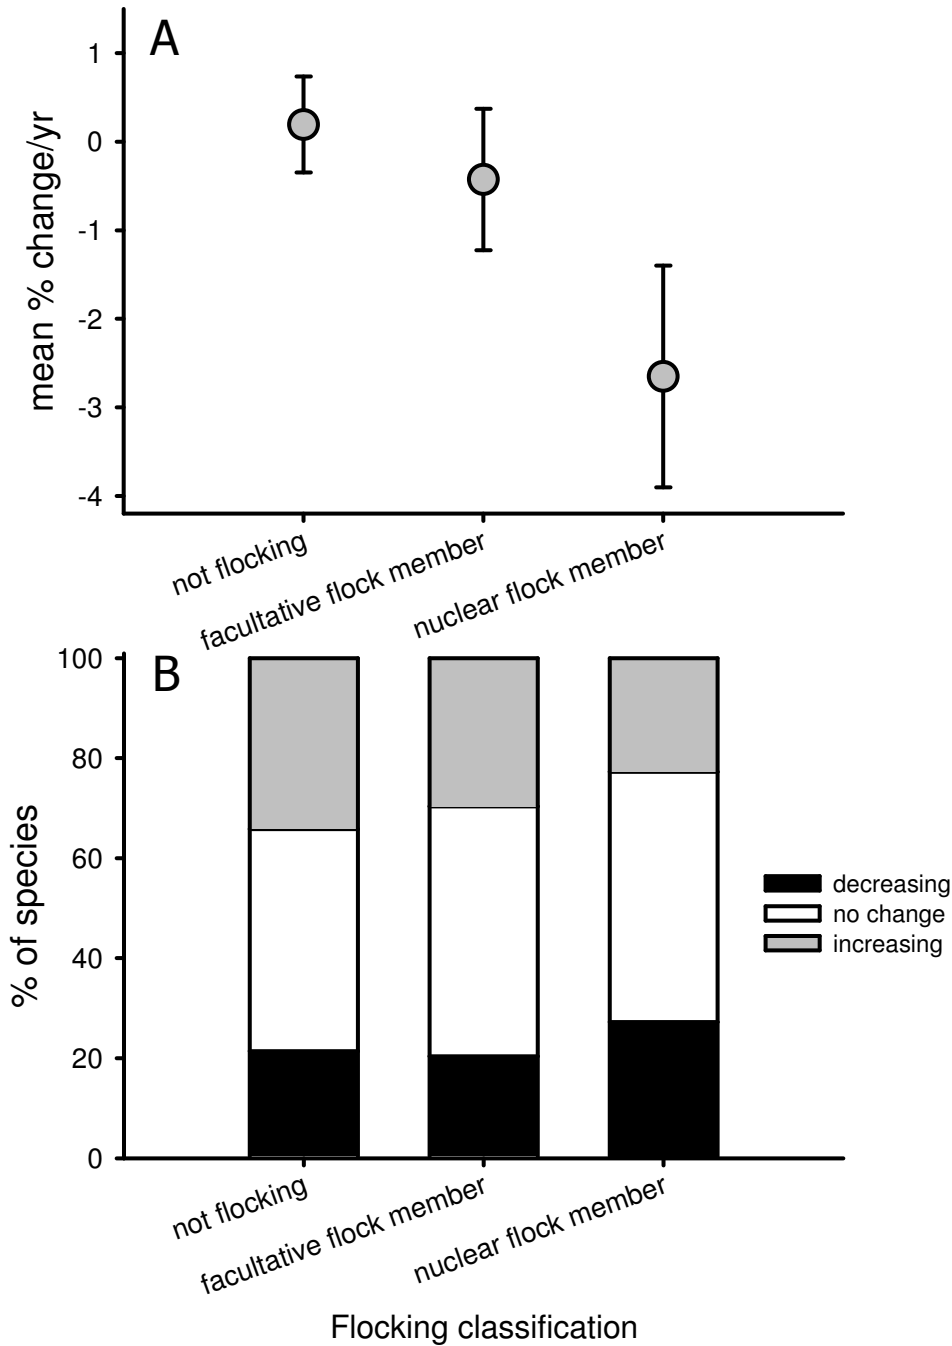 A
mean % change/yr
1
0
-1
-2
-3
-4
not flocking
facultative flock member
nuclear flock member
B
% of species
100
80
60
40
20
0
decreasing
no change
increasing
not flocking
facultative flock member
nuclear flock member
Flocking classification